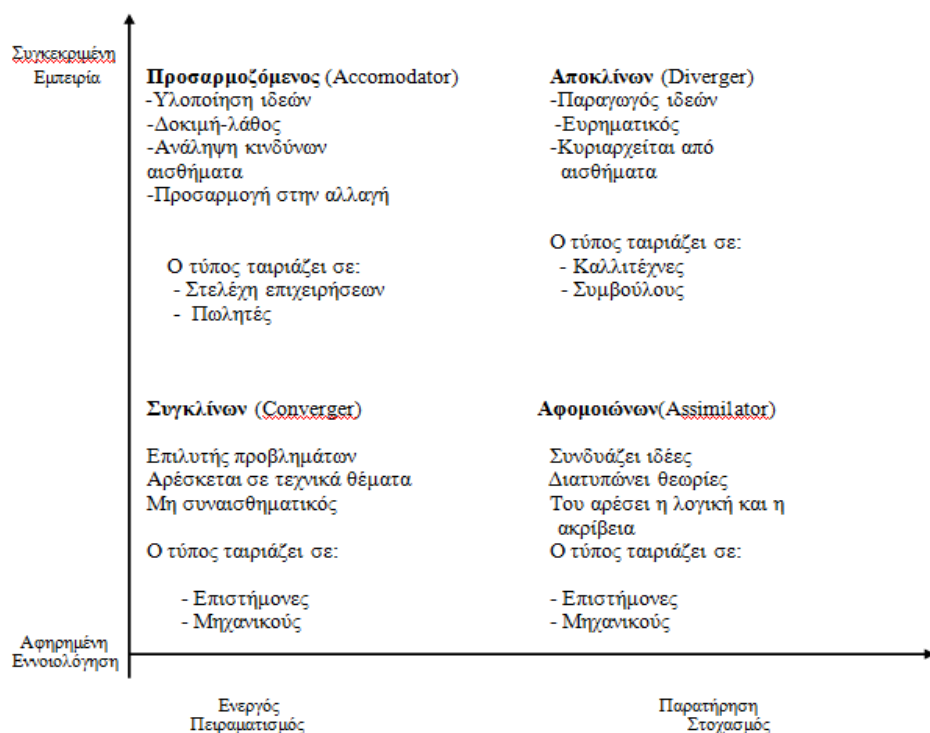 Συγκεκριμένη
Εμπειρία
Προσαρμοζόμενος (Accomodator)
-Υλοποίηση ιδεών
-Δοκιμή-λάθος
-Ανάληψη κινδύνων
αισθήματα
-Προσαρμογή στην αλλαγή
Ο τύπος ταιριάζει σε:
- Στελέχη επιχειρήσεων
- Πωλητές
Αποκλίνων (Diverger)
-Παραγωγός ιδεών
-Ευρηματικός
-Κυριαρχείται από
αισθήματα
Ο τύπος ταιριάζει σε:
- Καλλιτέχνες
- Συμβούλους
Συγκλίνων (Converger)
Επιλυτής προβλημάτων
Αρέσκεται σε τεχνικά θέματα
Μη συναισθηματικός
Ο τύπος ταιριάζει σε:
- Επιστήμονες
- Μηχανικούς
Αφομοιώνων(Assimilator)
Συνδυάζει ιδέες
Διατυπώνει θεωρίες
Του αρέσει η λογική και η
ακρίβεια
Ο τύπος ταιριάζει σε:
- Επιστήμονες
- Μηχανικούς
Αφηρημένη
Εννοιολόγηση
Ενεργός
Πειραματισμός
Παρατήρηση
Στοχασμός